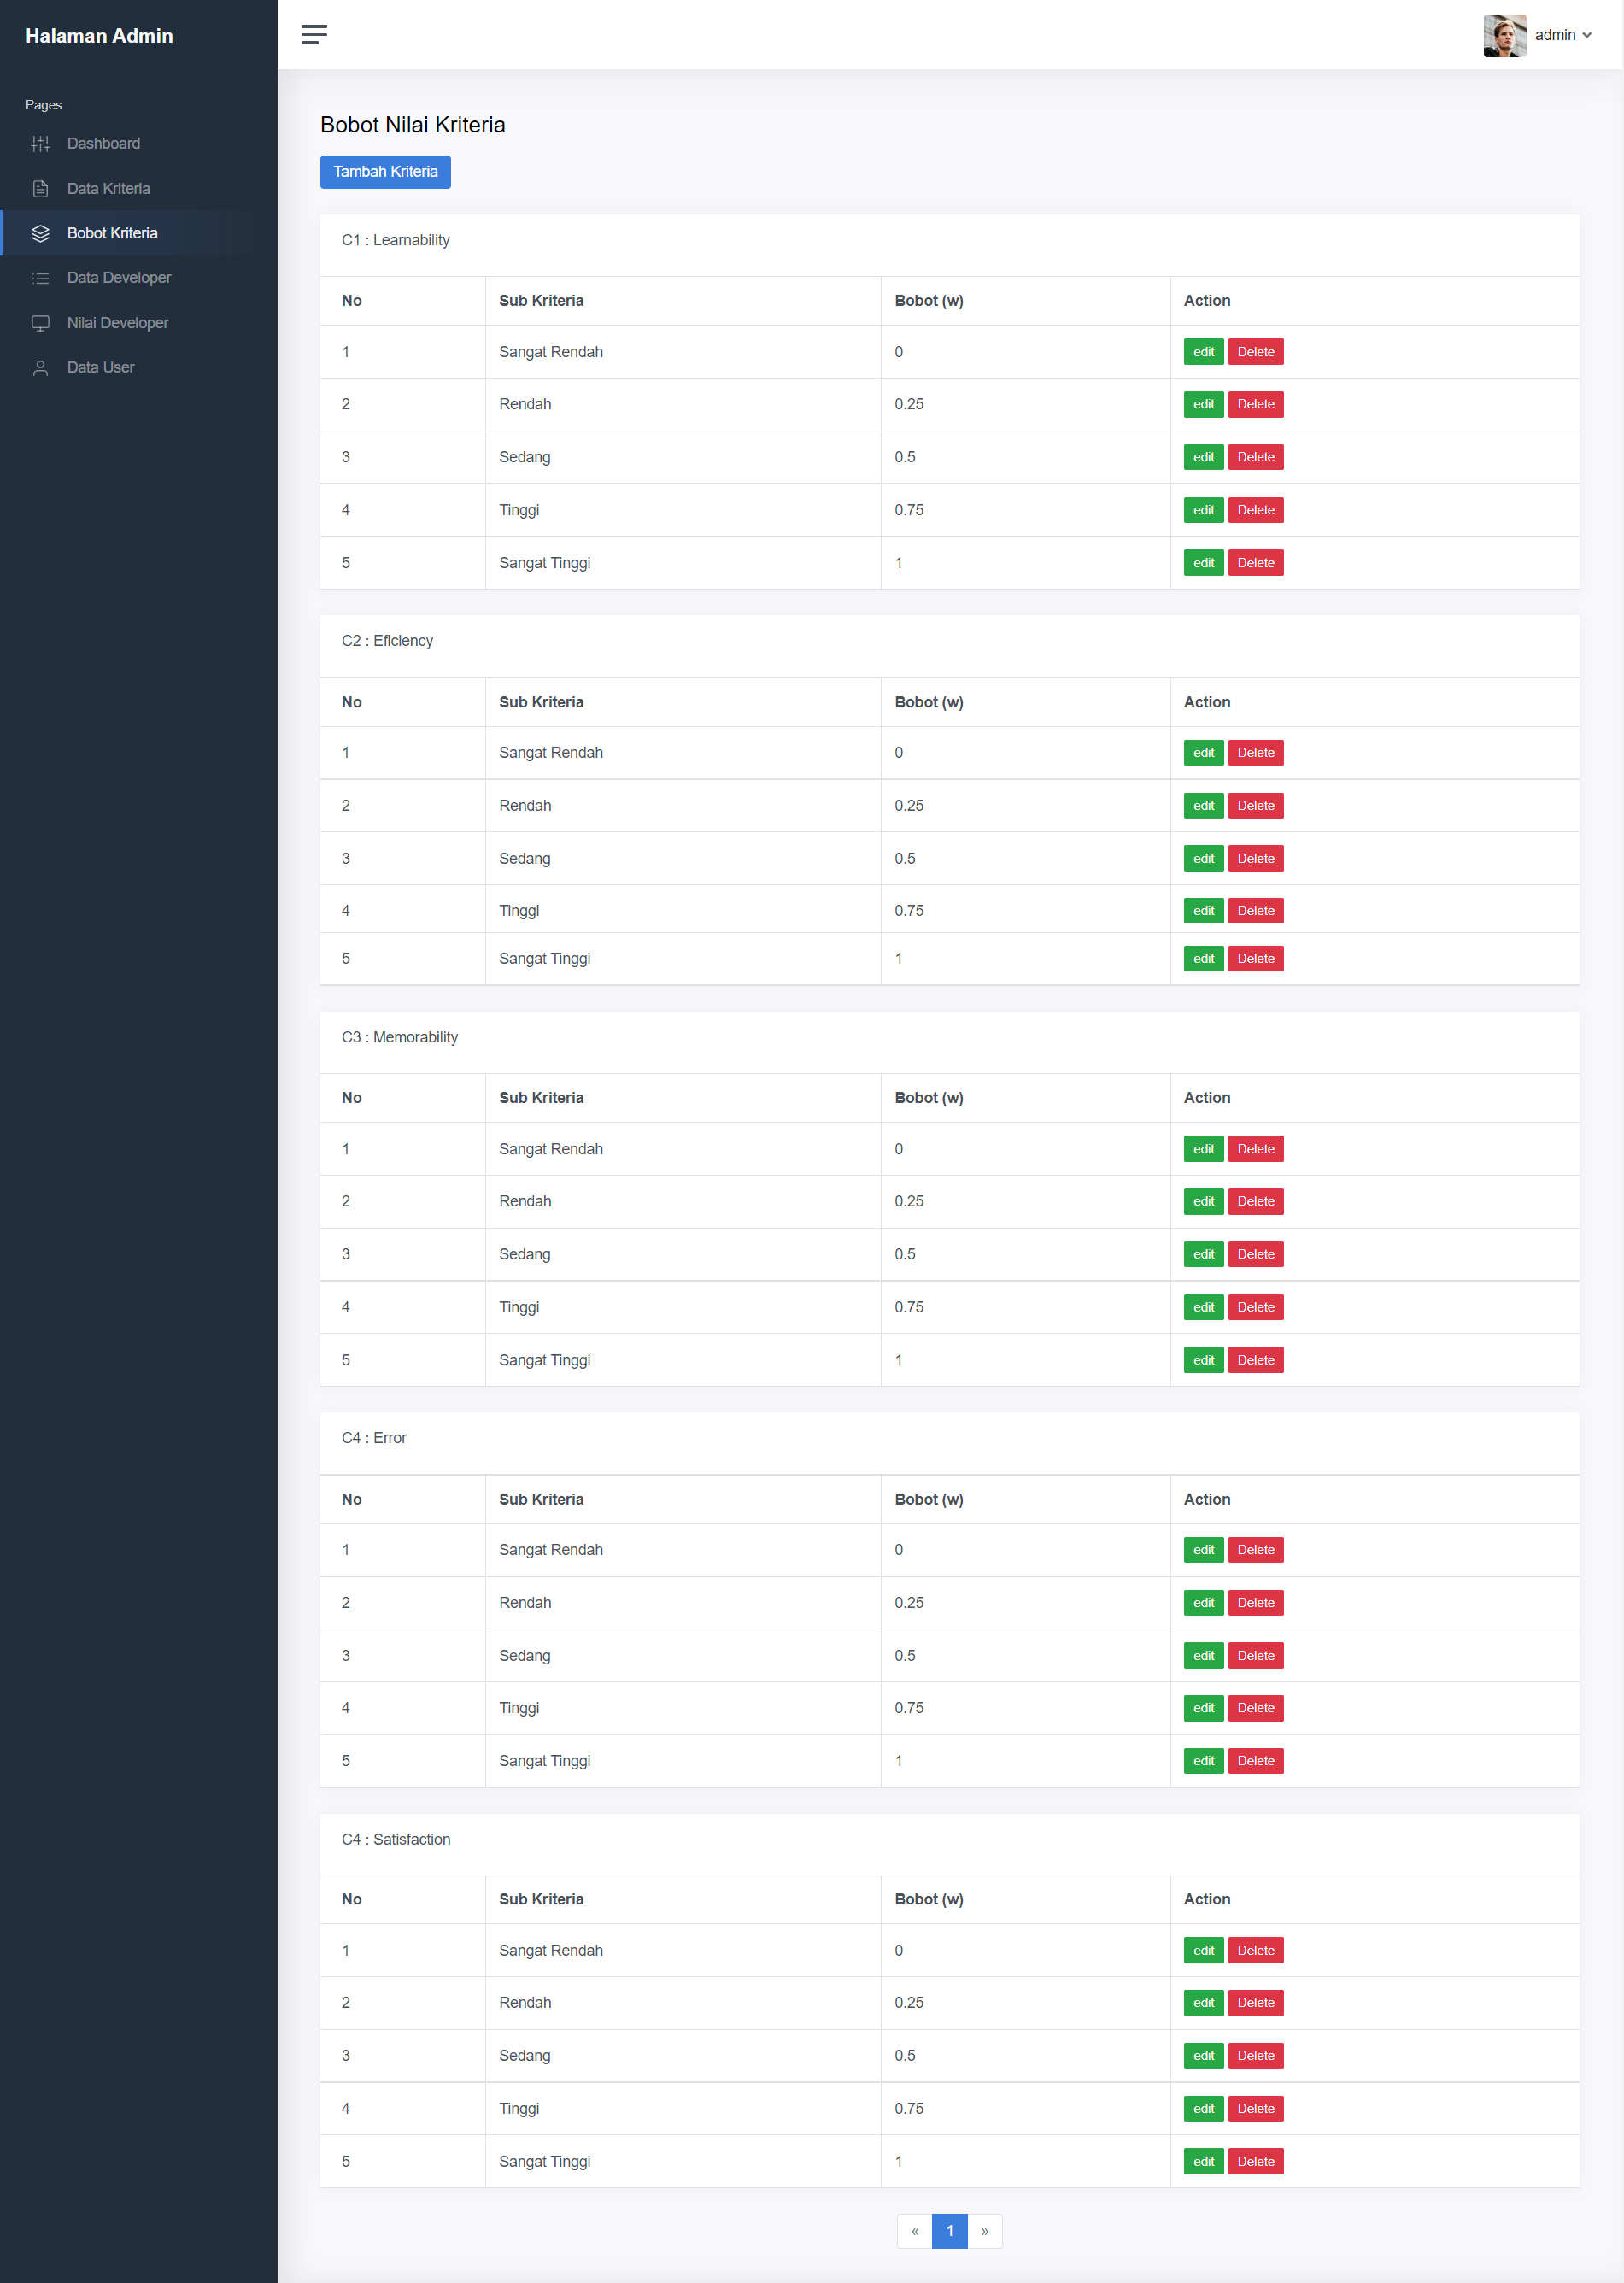 Halaman Admin
admin
Pages
Dashboard
Data Kriteria
Bobot Kriteria
Data Developer
Nilai Developer
Data User
Bobot Nilai Kriteria
Tambah Kriteria
C1 : Learnability
No Sub Kriteria Bobot (w) Action
1 Sangat Rendah 0 edit Delete
2 Rendah 0.25 edit Delete
3 Sedang 0.5 edit Delete
4 Tinggi 0.75 edit Delete
5 Sangat Tinggi 1 edit Delete
C2 : Eficiency
No Sub Kriteria Bobot (w) Action
1 Sangat Rendah 0 edit Delete
2 Rendah 0.25 edit Delete
3 Sedang 0.5 edit Delete
4 Tinggi 0.75 edit Delete
5 Sangat Tinggi 1 edit Delete
C3 : Memorability
No Sub Kriteria Bobot (w) Action
1 Sangat Rendah 0 edit Delete
2 Rendah 0.25 edit Delete
3 Sedang 0.5 edit Delete
4 Tinggi 0.75 edit Delete
5 Sangat Tinggi 1 edit Delete
C4 : Error
No Sub Kriteria Bobot (w) Action
1 Sangat Rendah 0 edit Delete
2 Rendah 0.25 edit Delete
3 Sedang 0.5 edit Delete
4 Tinggi 0.75 edit Delete
5 Sangat Tinggi 1 edit Delete
C4 : Satisfaction
No Sub Kriteria Bobot (w) Action
1 Sangat Rendah 0 edit Delete
2 Rendah 0.25 edit Delete
3 Sedang 0.5 edit Delete
4 Tinggi 0.75 edit Delete
5 Sangat Tinggi 1 edit Delete
« 1 »